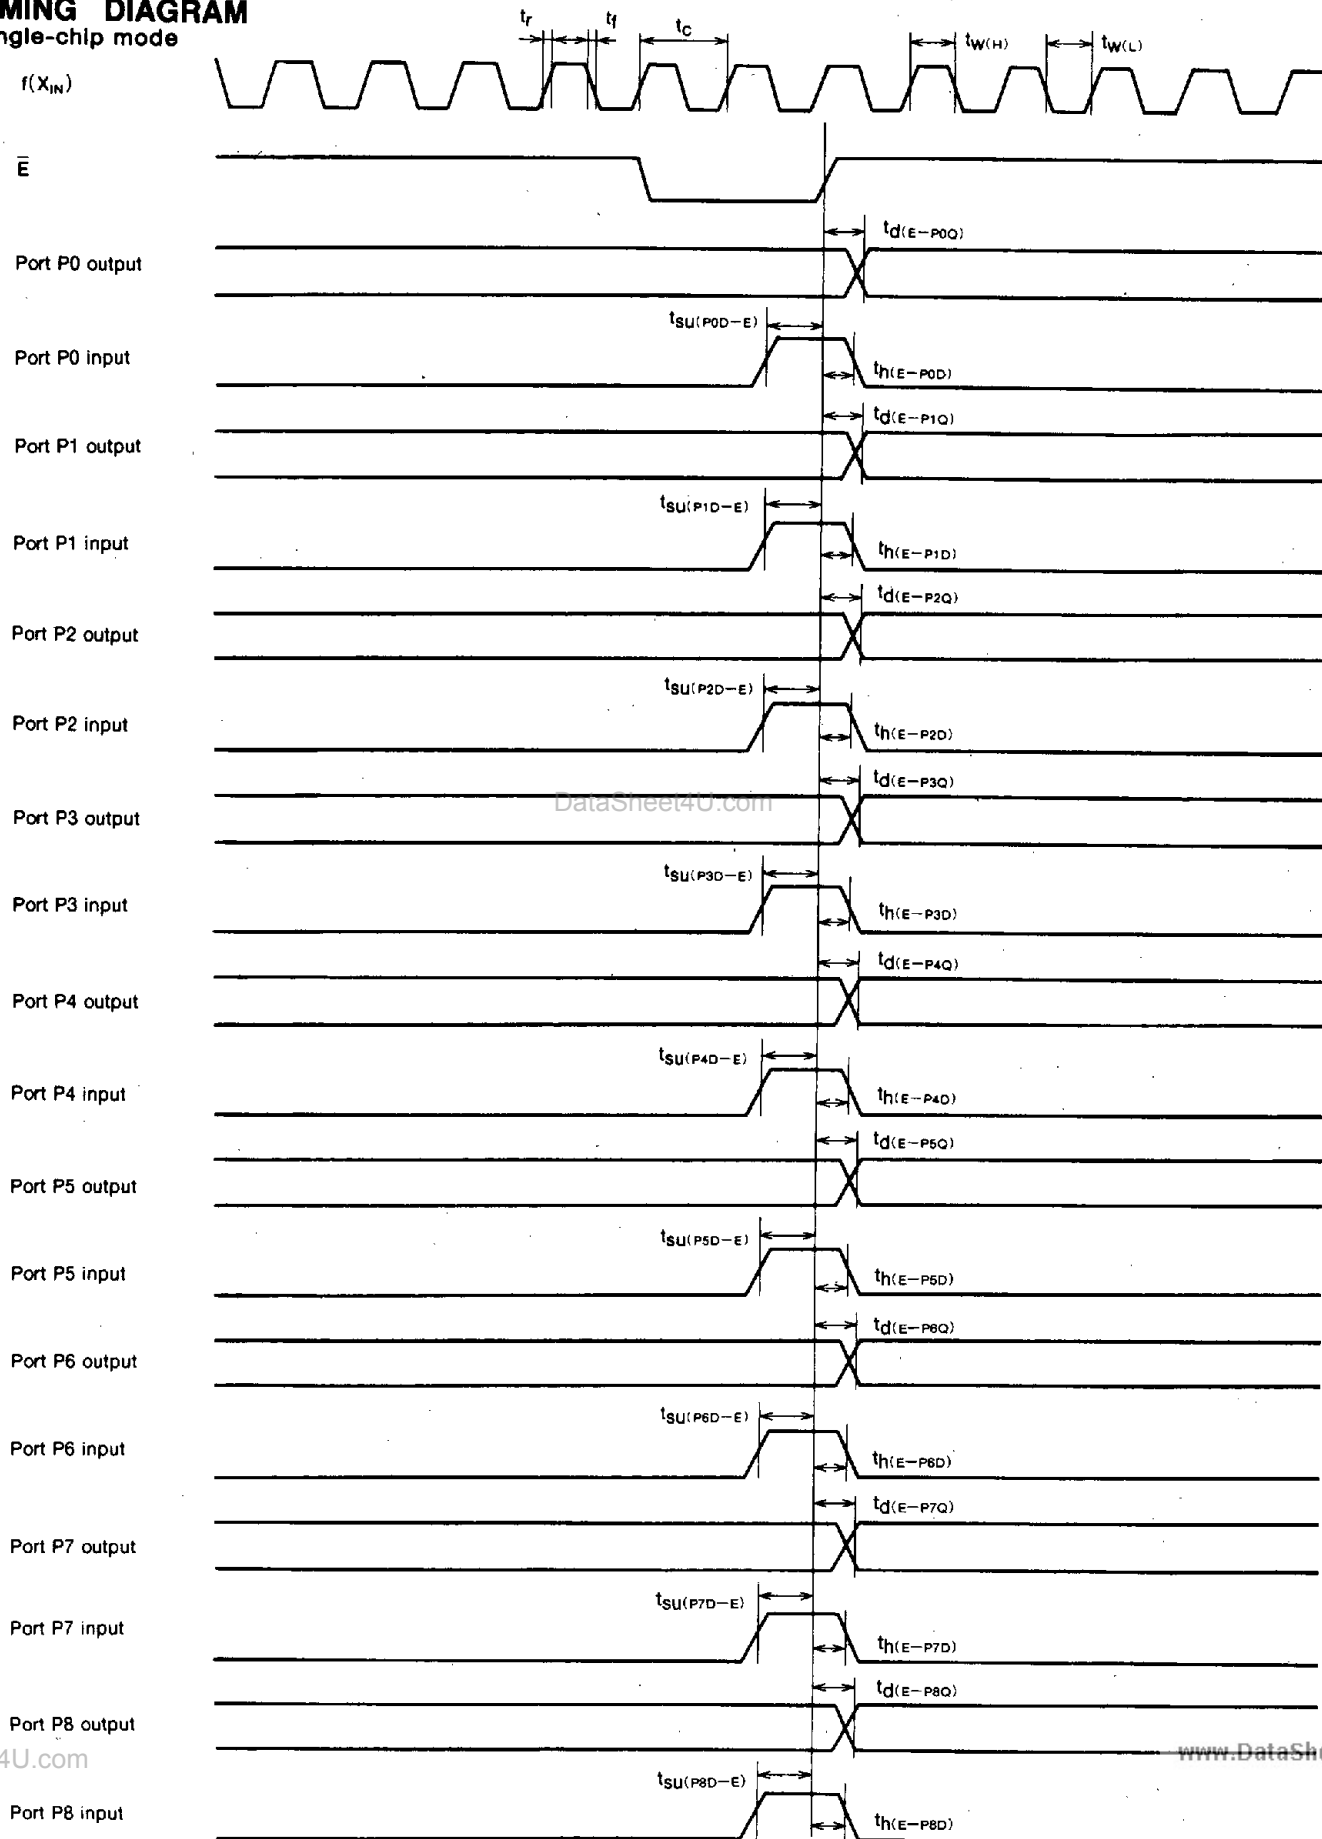 MING DIAGRAM
ngle-chip mode
tr tf tc tW(H) tW(L)
f(XIN)
E̅
td(E−P0Q)
Port P0 output
tsu(P0D−E)
Port P0 input
th(E−P0D)
td(E−P1Q)
Port P1 output
tsu(P1D−E)
Port P1 input
th(E−P1D)
td(E−P2Q)
Port P2 output
tsu(P2D−E)
Port P2 input
th(E−P2D)
td(E−P3Q)
DataSheet4U.com
Port P3 output
tsu(P3D−E)
Port P3 input
th(E−P3D)
td(E−P4Q)
Port P4 output
tsu(P4D−E)
Port P4 input
th(E−P4D)
td(E−P5Q)
Port P5 output
tsu(P5D−E)
Port P5 input
th(E−P5D)
td(E−P6Q)
Port P6 output
tsu(P6D−E)
Port P6 input
th(E−P6D)
td(E−P7Q)
Port P7 output
tsu(P7D−E)
Port P7 input
th(E−P7D)
td(E−P8Q)
Port P8 output
4U.com
www.DataShe
tsu(P8D−E)
Port P8 input
th(E−P8D)